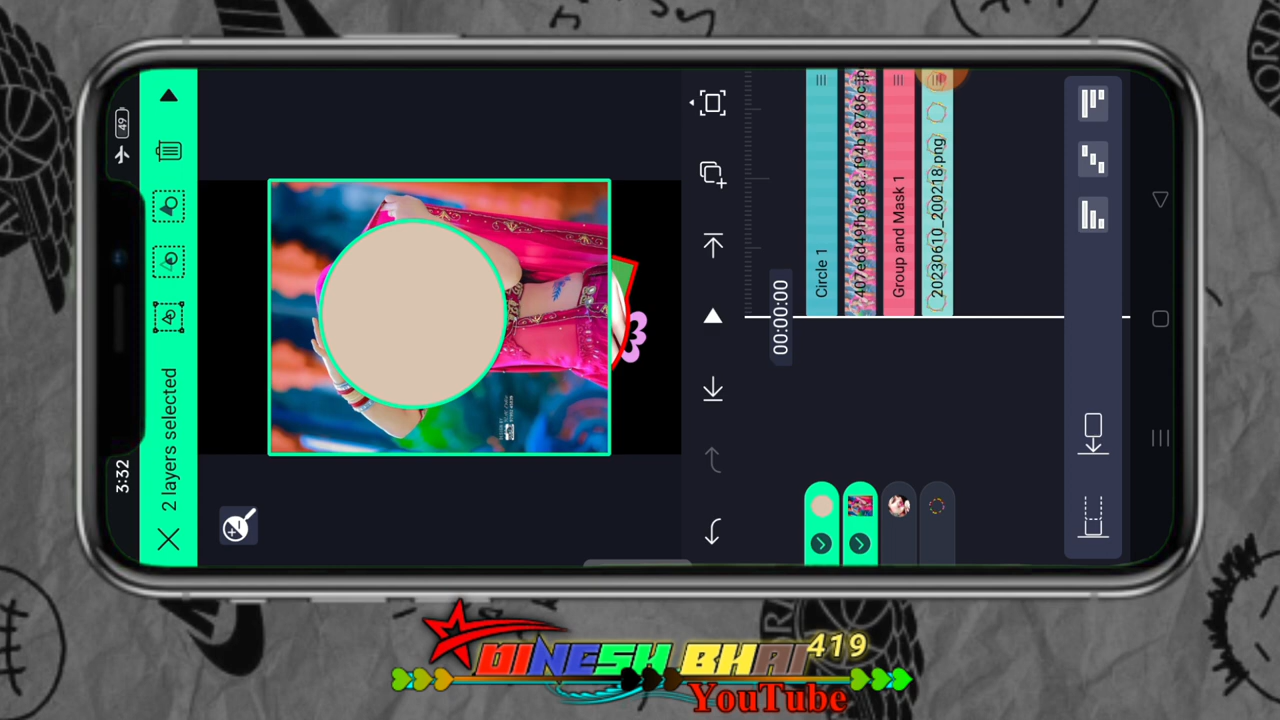 3:32
49
2 layers selected
00:00:00
Circle 1
Group and Mask 1
20230610_200218.png
DINESH BHAI 419
YouTube